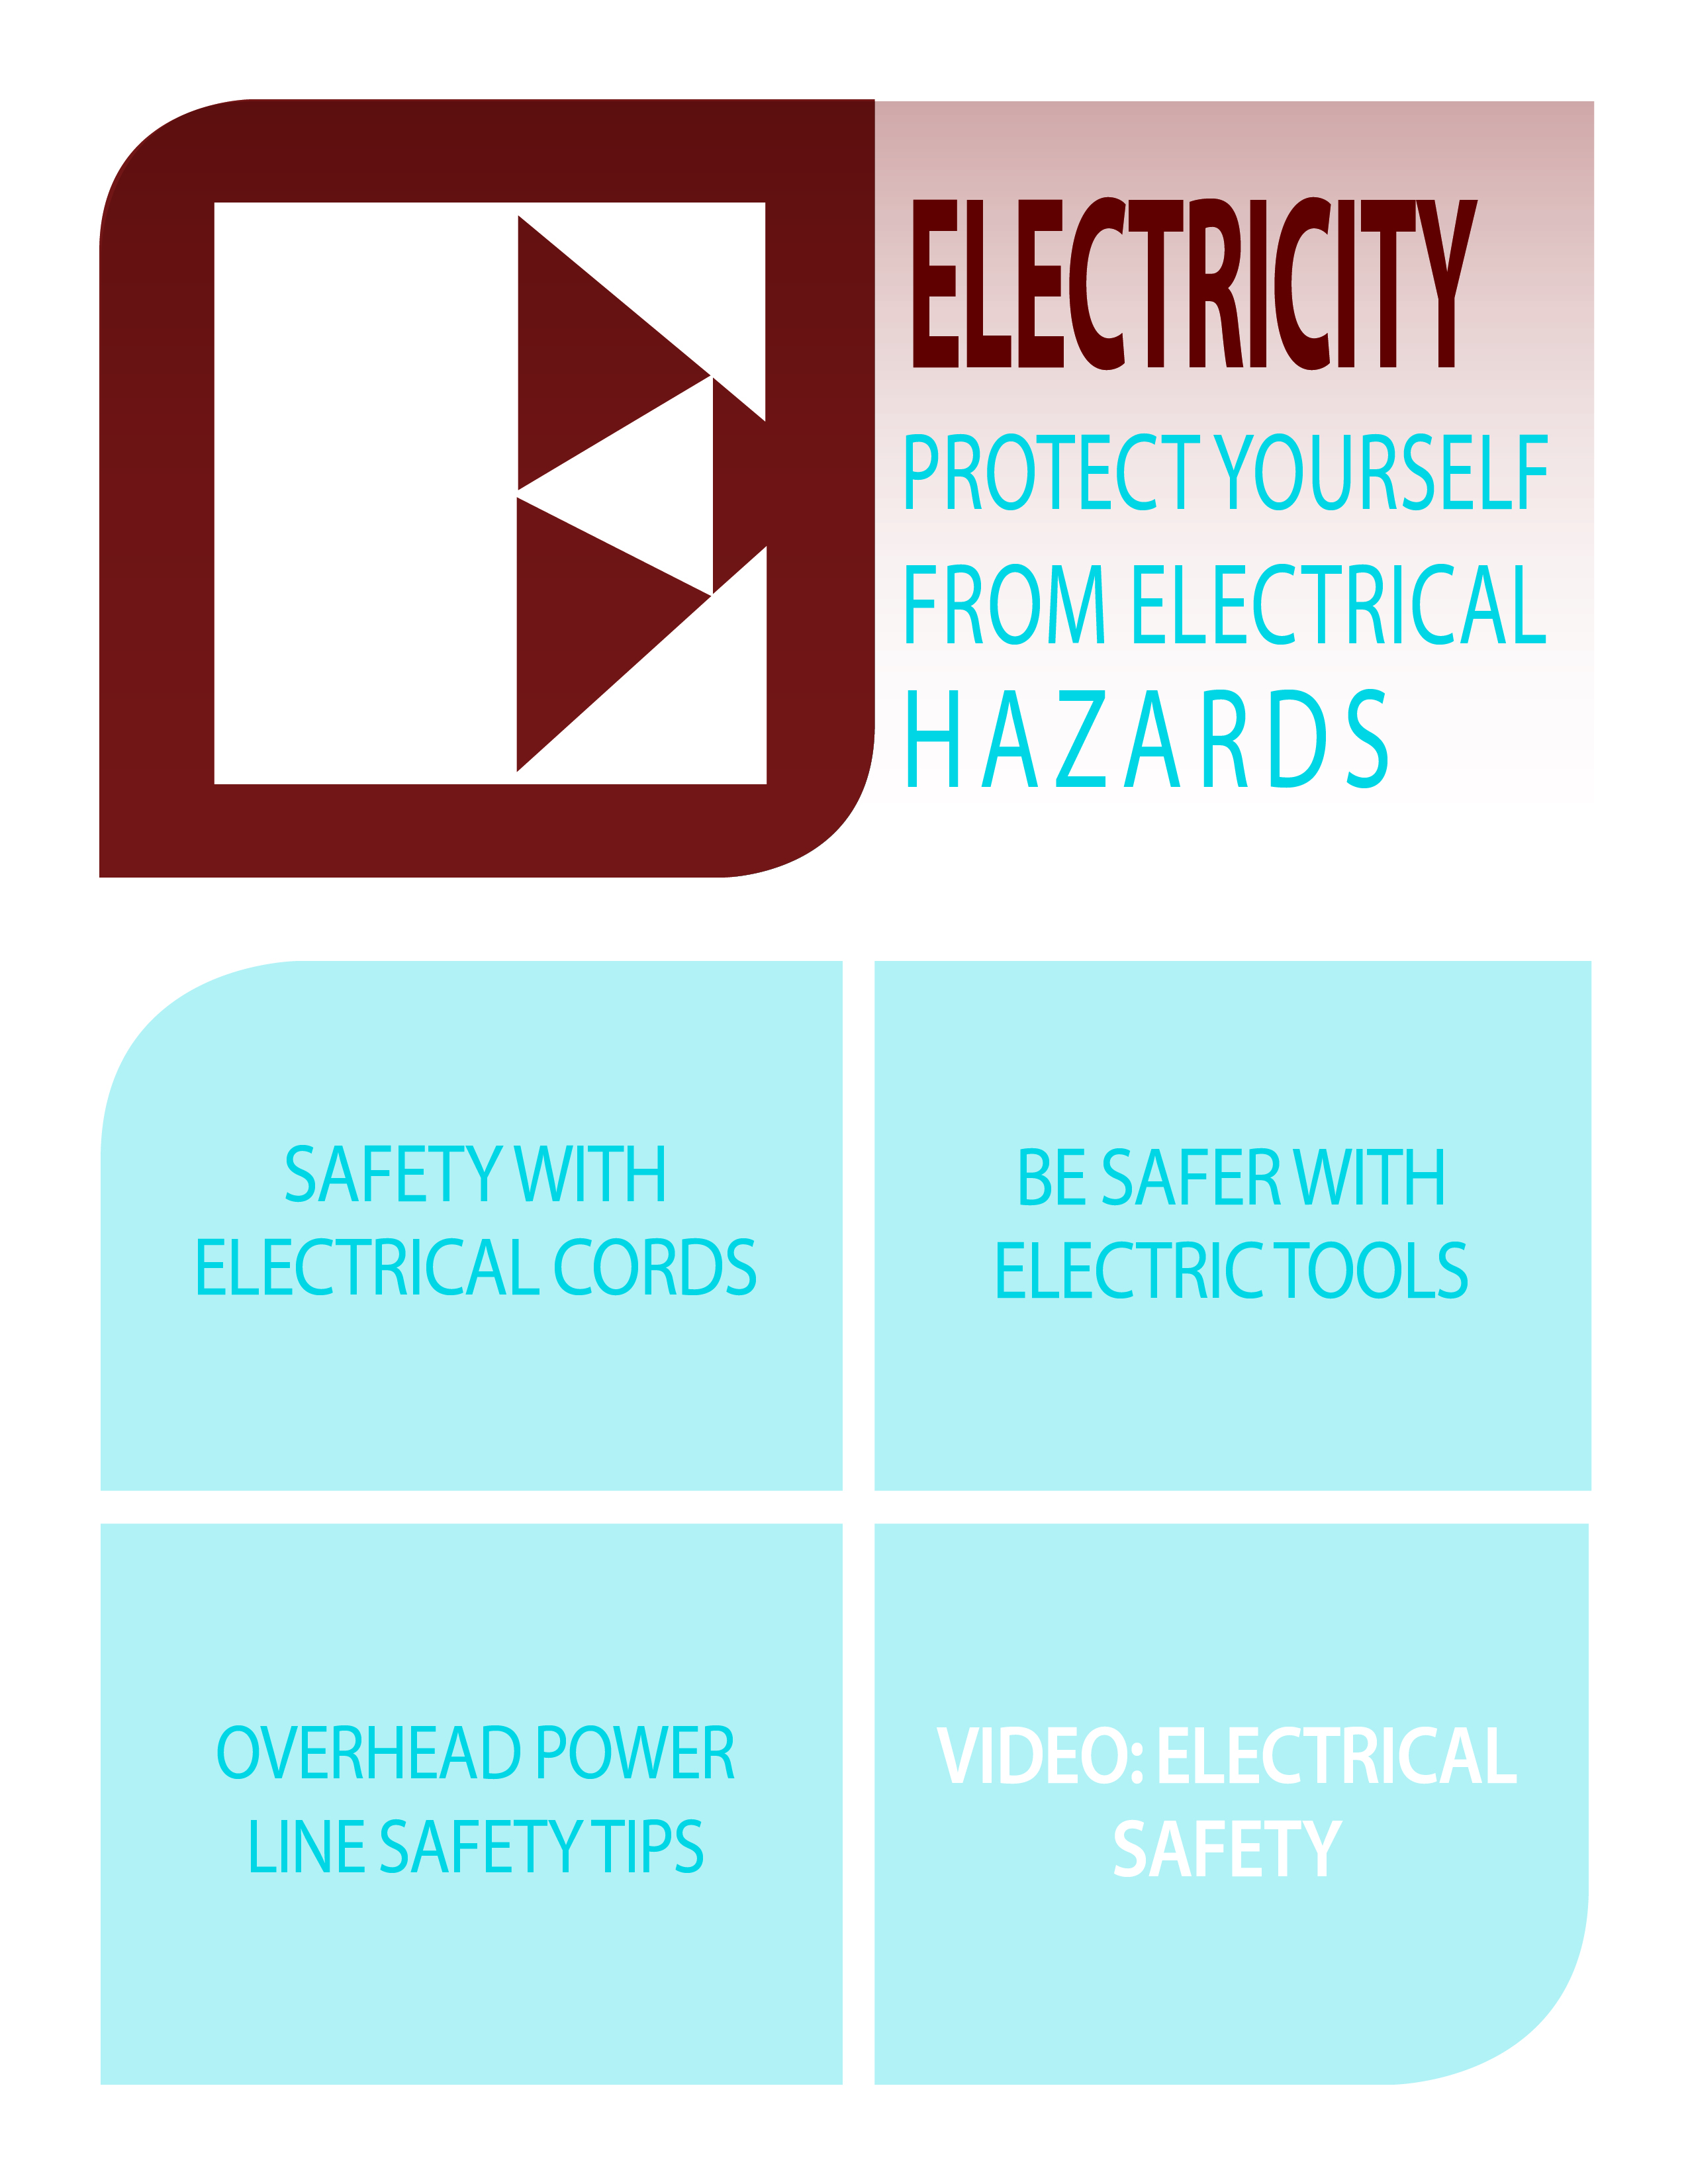 ELECTRICITY
PROTECT YOURSELF
FROM ELECTRICAL
HAZARDS
SAFETY WITH
ELECTRICAL CORDS
BE SAFER WITH
ELECTRIC TOOLS
OVERHEAD POWER
LINE SAFETY TIPS
VIDEO: ELECTRICAL
SAFETY